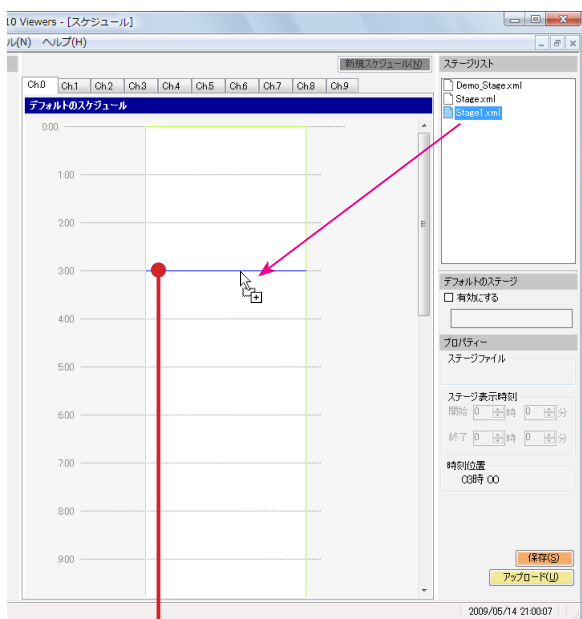 10 Viewers - [スケジュール]
ル(N) ヘルプ(H)
新規スケジュール(N)
Ch.0 Ch.1 Ch.2 Ch.3 Ch.4 Ch.5 Ch.6 Ch.7 Ch.8 Ch.9
デフォルトのスケジュール
0:00
1:00
2:00
3:00
4:00
5:00
6:00
7:00
8:00
9:00
ステージリスト
Demo_Stage.xml
Stage.xml
Stage1.xml
デフォルトのステージ
有効にする
プロパティー
ステージファイル
ステージ表示時刻
開始 0 時 0 分
終了 0 時 0 分
時刻位置
03時 00
保存(S)
アップロード(U)
2009/05/14 21:00:07